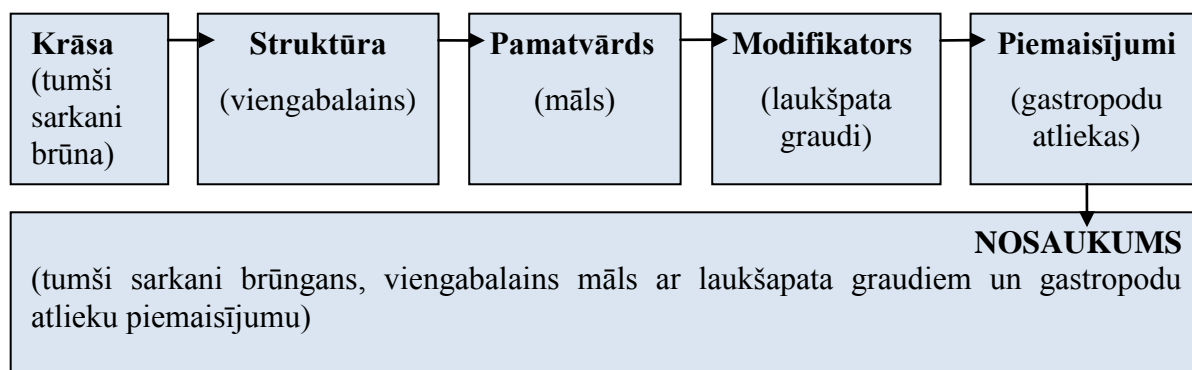 Krāsa
(tumši
sarkani
brūna)
Struktūra
(viengabalains)
Pamatvārds
(māls)
Modifikators
(laukšpata
graudi)
Piemaisījumi
(gastropodu
atliekas)
NOSAUKUMS
(tumši sarkani brūngans, viengabalains māls ar laukšapata graudiem un gastropodu
atlieku piemaisījumu)